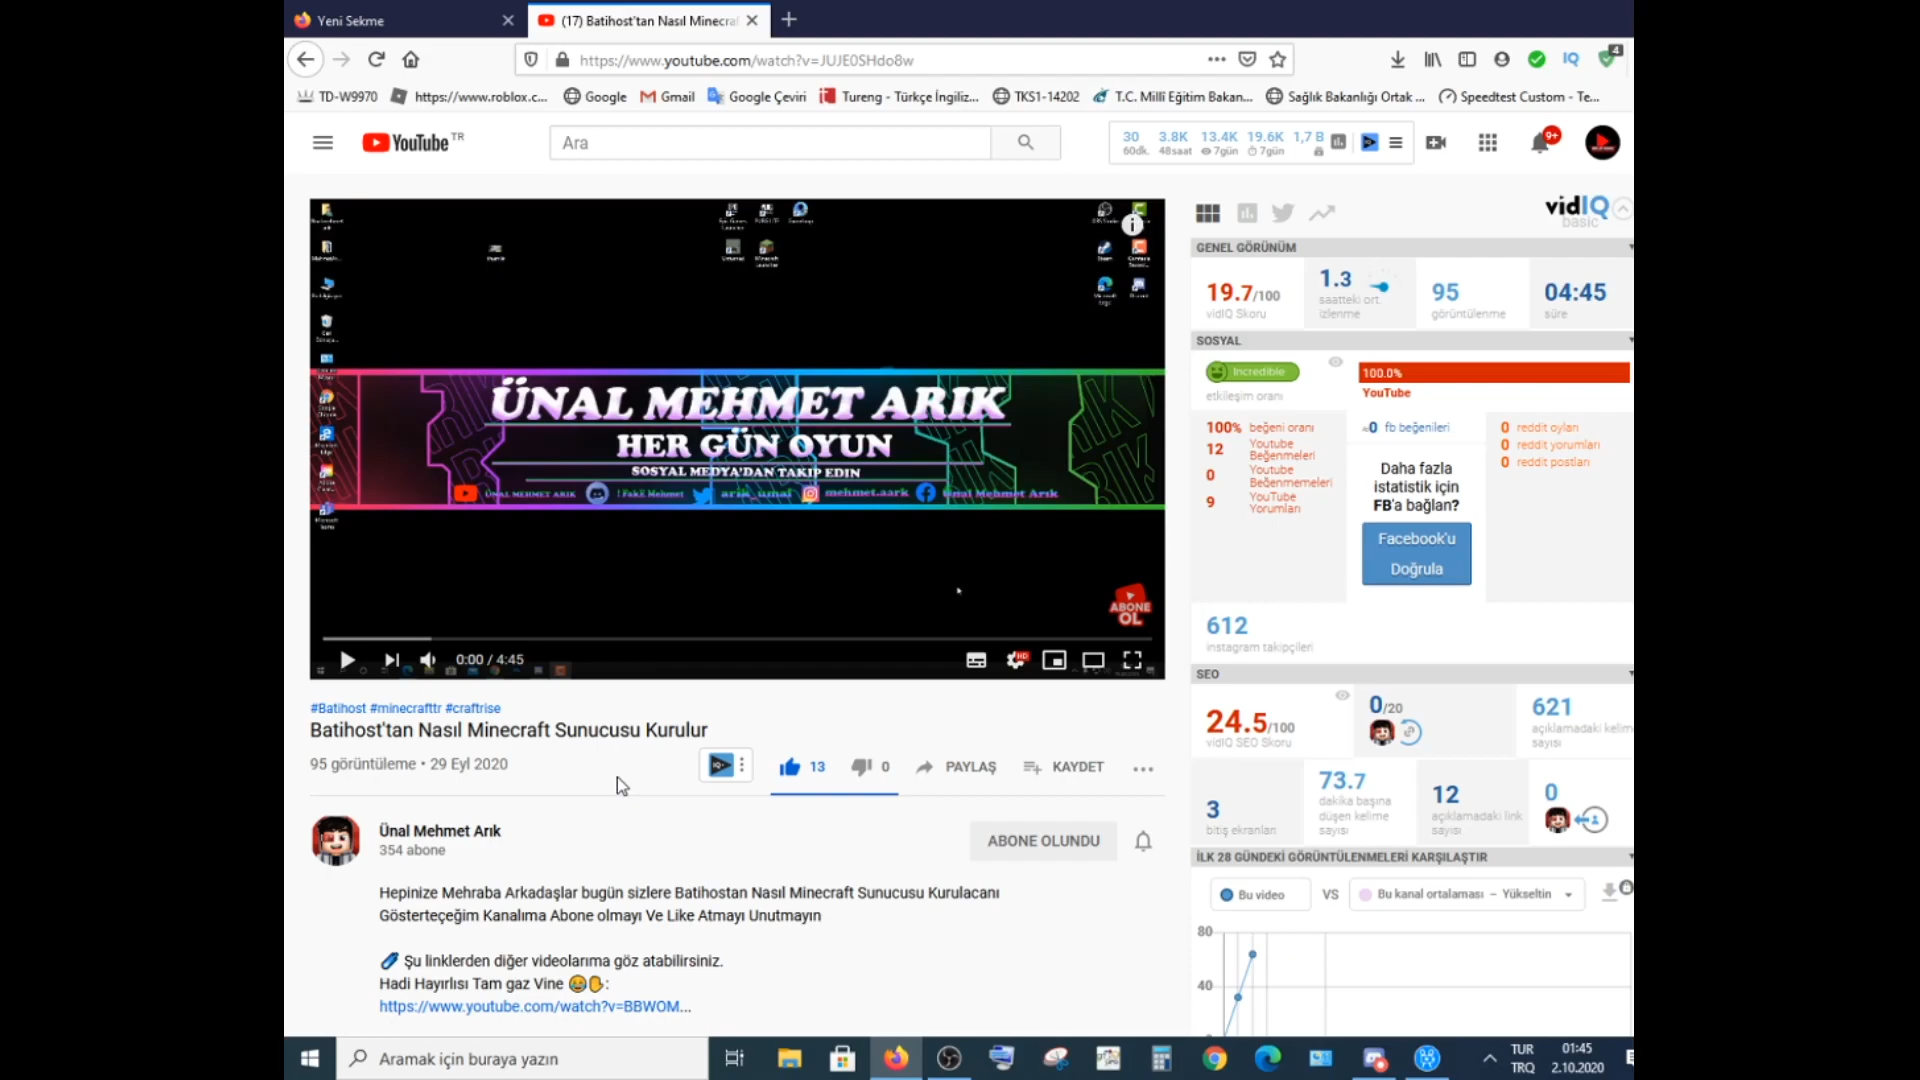 Yeni Sekme
(17) Batihost'tan Nasıl Minecraf
https://www.youtube.com/watch?v=JUJE0SHdo8w
4
TD-W9970
https://www.roblox.c...
Google
Gmail
Google Çeviri
Tureng - Türkçe İngiliz...
TKS1-14202
T.C. Millî Eğitim Bakan...
Sağlık Bakanlığı Ortak ...
Speedtest Custom - Te...
YouTube TR
Ara
30 3.8K 13.4K 19.6K 1,7 B
60dk. 48saat 7gün 7gün
9+
ÜNAL MEHMET ARIK
HER GÜN OYUN
SOSYAL MEDYA'DAN TAKIP EDIN
ÜNAL MEHMET ARIK
! Fakii Mehmet
arik_unal
mehmet.aark
Ünal Mehmet Arık
ABONE
OL
0:00 / 4:45
HD
#Batihost #minecrafttr #craftrise
Batihost'tan Nasıl Minecraft Sunucusu Kurulur
95 görüntüleme • 29 Eyl 2020
13
0
PAYLAŞ
KAYDET
Ünal Mehmet Arık
354 abone
ABONE OLUNDU
Hepinize Mehraba Arkadaşlar bugün sizlere Batihostan Nasıl Minecraft Sunucusu Kurulacanı
Gösterteçeğim Kanalıma Abone olmayı Ve Like Atmayı Unutmayın
Şu linklerden diğer videolarıma göz atabilirsiniz.
Hadi Hayırlısı Tam gaz Vine 😂✋:
https://www.youtube.com/watch?v=BBWOM...
vidIQ
basic
GENEL GÖRÜNÜM
19.7/100
vidIQ Skoru
1.3
saatteki ort.
izlenme
95
görüntülenme
04:45
süre
SOSYAL
Incredible
etkileşim oranı
100.0%
YouTube
100% beğeni oranı
12 Youtube
Beğenmeleri
0 Youtube
Beğenmemeleri
9 YouTube
Yorumları
0 fb beğenileri
Daha fazla
istatistik için
FB'a bağlan?
Facebook'u
Doğrula
0 reddit oyları
0 reddit yorumları
0 reddit postları
612
instagram takipçileri
SEO
24.5/100
vidIQ SEO Skoru
0/20
621
açıklamadaki kelim
sayısı
3
bitiş ekranları
73.7
dakika başına
düşen kelime
sayısı
12
açıklamadaki link
sayısı
0
İLK 28 GÜNDEKİ GÖRÜNTÜLENMELERİ KARŞILAŞTIR
Bu video
VS
Bu kanal ortalaması – Yükseltin
80
40
Aramak için buraya yazın
TUR
TRQ
01:45
2.10.2020